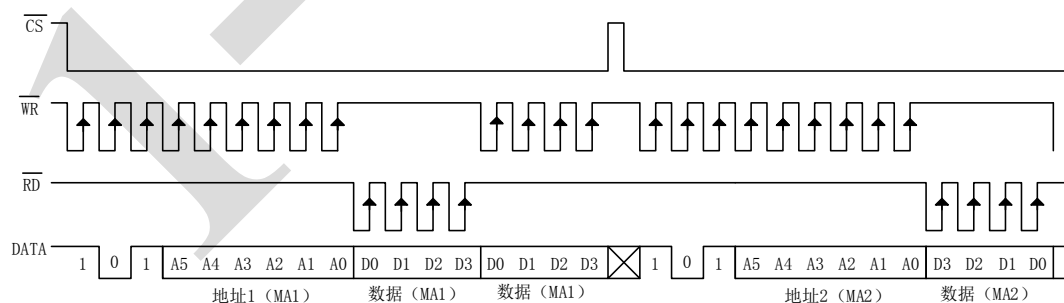 CS
WR
RD
DATA
1 0 1 A5 A4 A3 A2 A1 A0 D0 D1 D2 D3 D0 D1 D2 D3 1 0 1 A5 A4 A3 A2 A1 A0 D3 D2 D1 D0
地址1（MA1） 数据（MA1） 数据（MA1） 地址2（MA2） 数据（MA2）